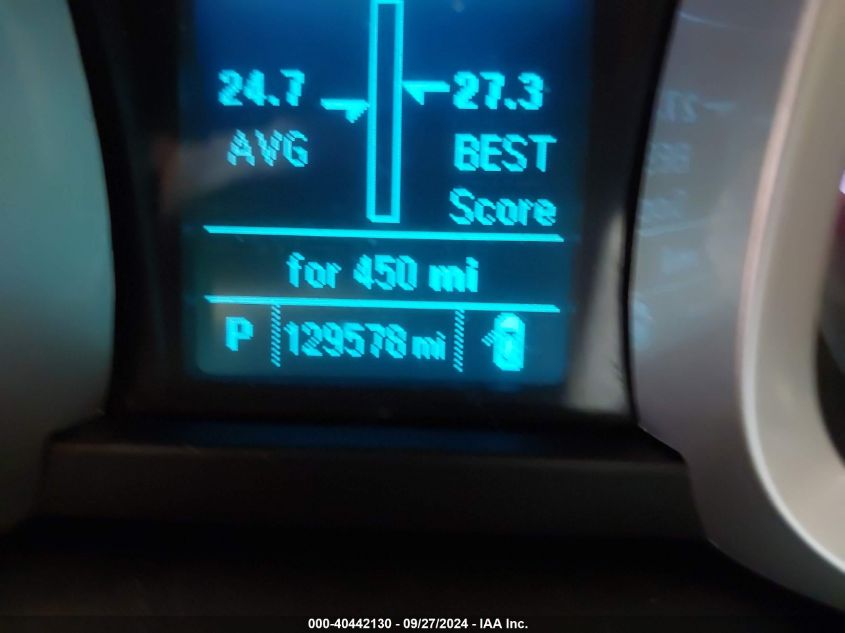 24.7 27.3
AVG BEST
Score
for 450 mi
P 129578 mi
000-40442130 - 09/27/2024 - IAA Inc.